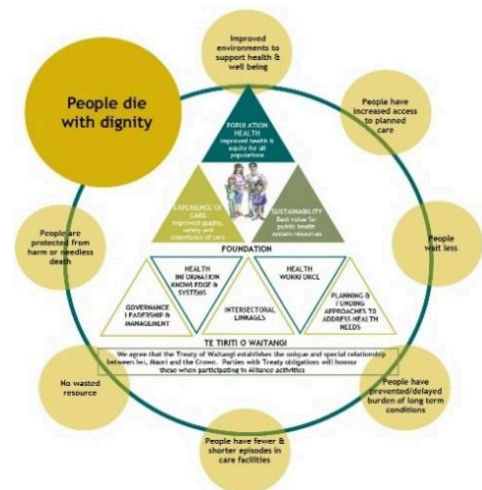 Improved
environments to
support health &
well being
People die
with dignity
People have
increased access
to planned
care
POPULATION
HEALTH
Improved health &
equity for all
populations
EXPERIENCE OF
CARE
Improved quality,
safety and
experience of care
SUSTAINABILITY
Best value for
public health
system resources
People are
protected from
harm or needless
death
People
wait less
FOUNDATION
HEALTH
INFORMATION
KNOWLEDGE &
SYSTEMS
HEALTH
WORKFORCE
GOVERNANCE
LEADERSHIP &
MANAGEMENT
INTERSECTORAL
LINKAGES
PLANNING &
FUNDING
APPROACHES TO
ADDRESS HEALTH
NEEDS
TE TIRITI O WAITANGI
We agree that the Treaty of Waitangi establishes the unique and special relationship
between Iwi, Maori and the Crown. Parties with Treaty obligations will honour
these when participating in Alliance activities
No wasted
resource
People have
prevented/delayed
burden of long term
conditions
People have fewer &
shorter episodes in
care facilities